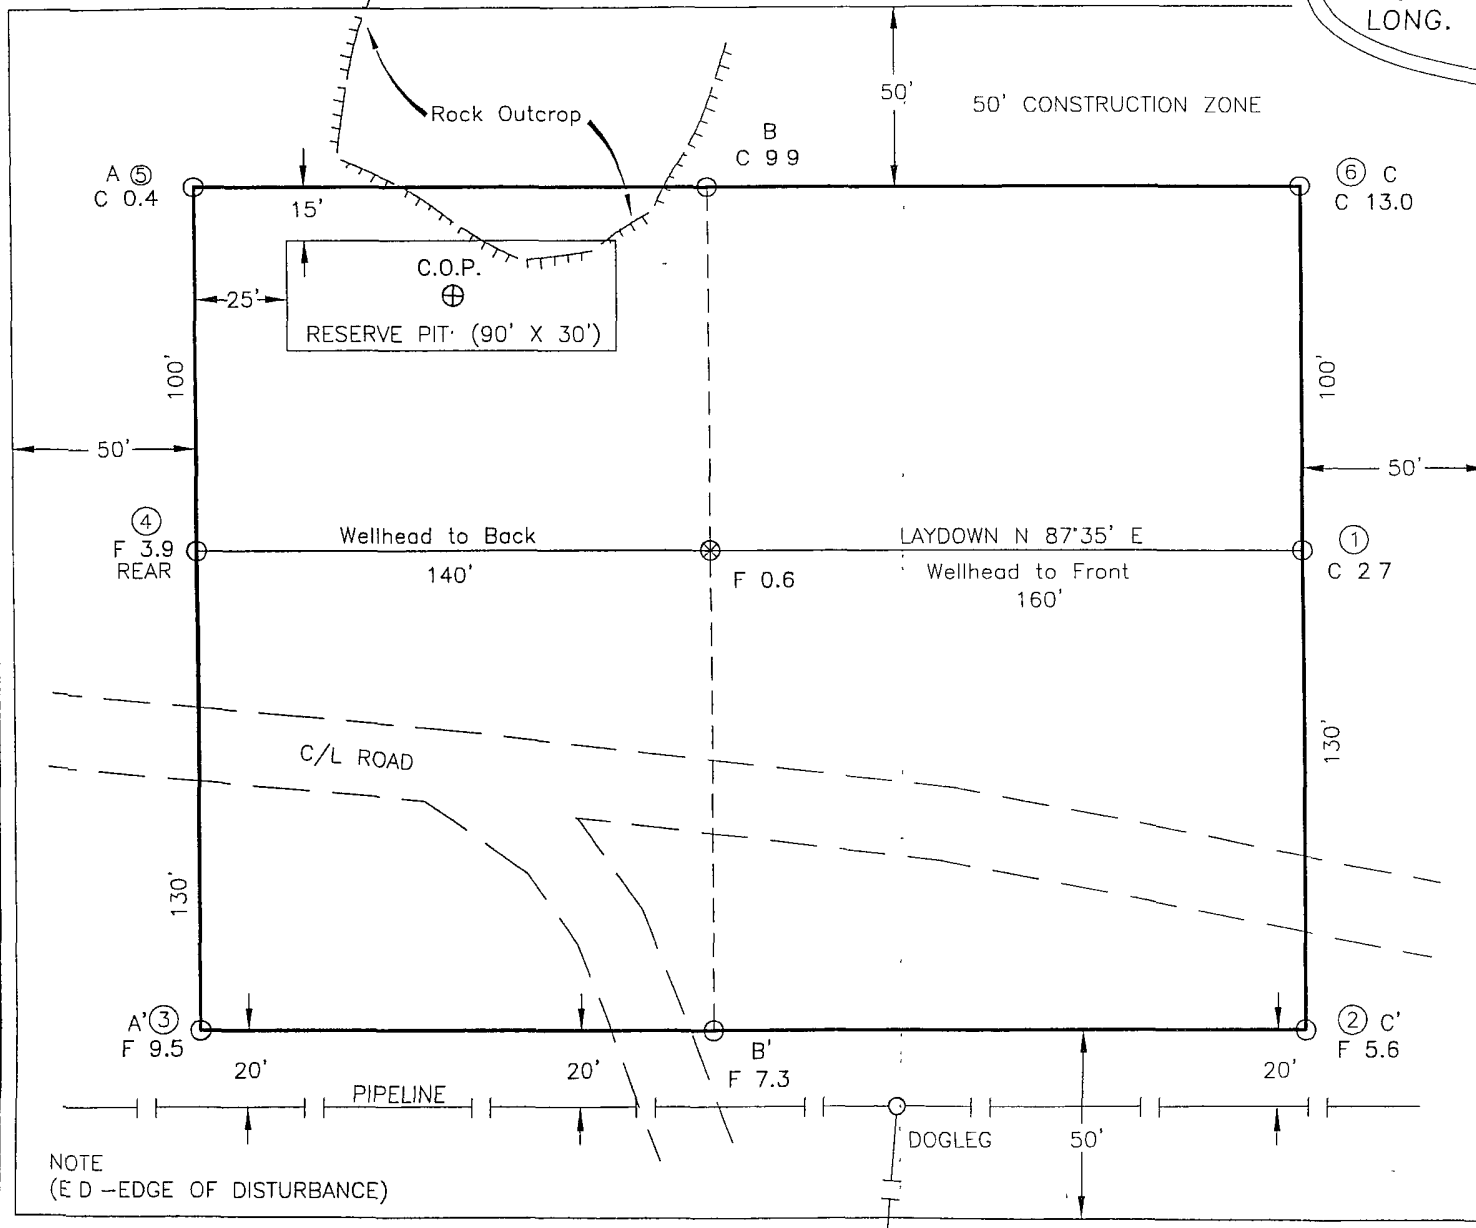 LONG.
50'
50' CONSTRUCTION ZONE
Rock Outcrop
B
C 9 9
A ⑤
C 0.4
⑥ C
C 13.0
15'
C.O.P.
25'
RESERVE PIT (90' X 30')
100'
100'
50'
50'
④
F 3.9
REAR
Wellhead to Back
140'
F 0.6
LAYDOWN N 87°35' E
Wellhead to Front
160'
①
C 2 7
C/L ROAD
130'
130'
A' ③
F 9.5
② C'
F 5.6
B'
F 7.3
20'
20'
20'
PIPELINE
DOGLEG
50'
NOTE
(E D –EDGE OF DISTURBANCE)